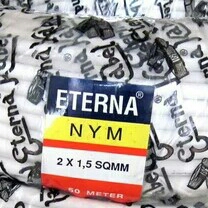 ETERNA®
NYM
2 X 1,5 SQMM
50 METER